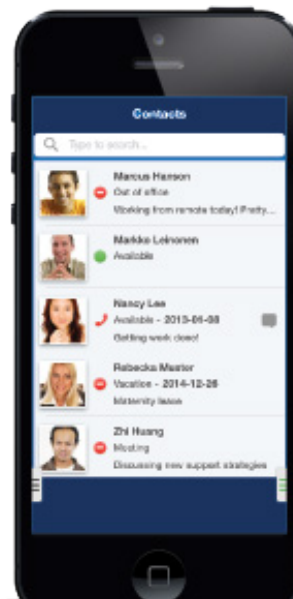 Contacts
Type to search...
Marcus Hanson
Out of office
Working from remote today! Pretty...
Markko Leinonen
Available
Nancy Lee
Available - 2013-01-08
Getting work done!
Rebecka Muster
Vacation - 2014-12-26
Maternity leave
Zhi Huang
Meeting
Discussing new support strategies